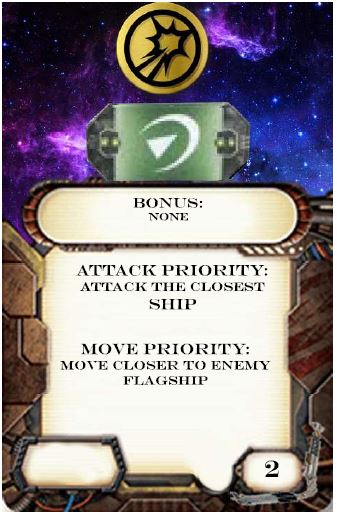 BONUS:
NONE
ATTACK PRIORITY:
ATTACK THE CLOSEST
SHIP
MOVE PRIORITY:
MOVE CLOSER TO ENEMY
FLAGSHIP
2